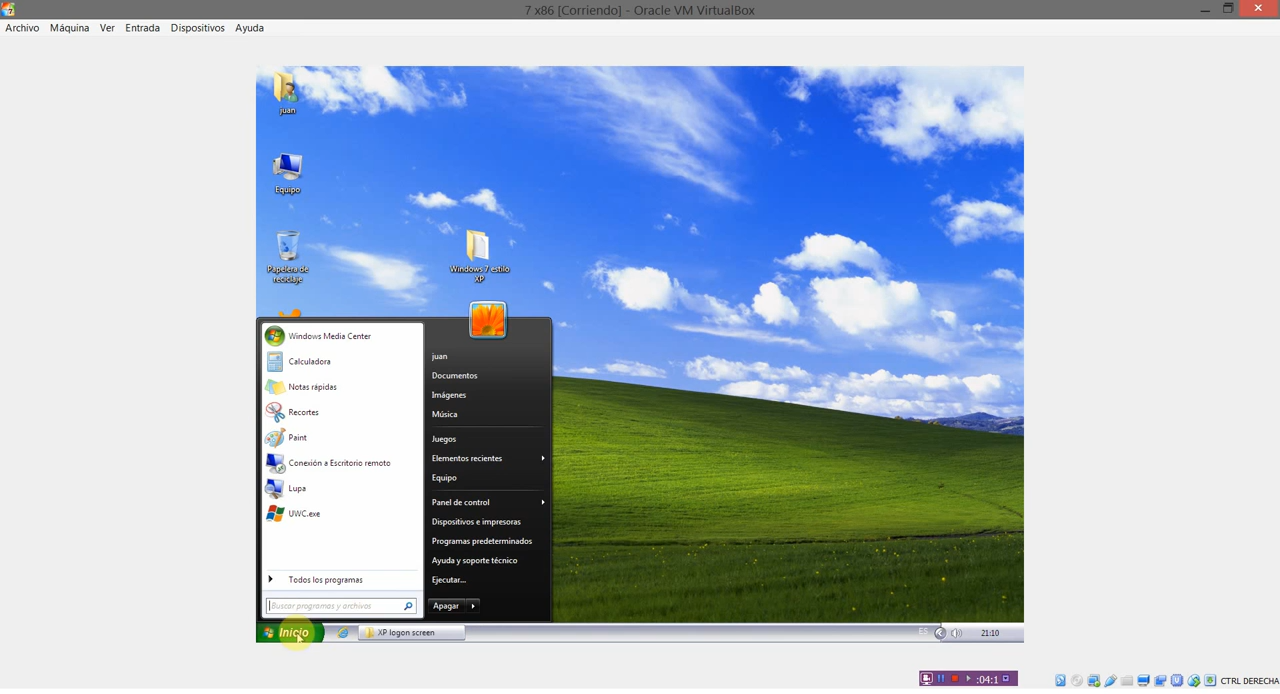 7 x86 [Corriendo] - Oracle VM VirtualBox
Archivo Máquina Ver Entrada Dispositivos Ayuda
juan
Equipo
Papelera de
reciclaje
Windows 7 estilo
XP
Windows Media Center
Calculadora
Notas rápidas
Recortes
Paint
Conexión a Escritorio remoto
Lupa
UWC.exe
Todos los programas
Buscar programas y archivos
juan
Documentos
Imágenes
Música
Juegos
Elementos recientes
Equipo
Panel de control
Dispositivos e impresoras
Programas predeterminados
Ayuda y soporte técnico
Ejecutar...
Apagar
Inicio
XP logon screen
ES
21:10
:04:1
CTRL DERECHA